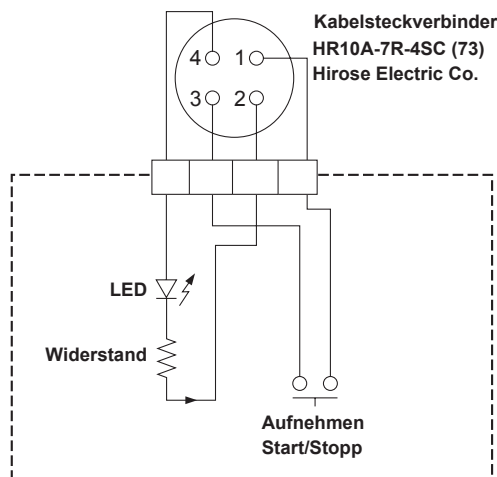 Kabelsteckverbinder
HR10A-7R-4SC (73)
Hirose Electric Co.
4 1
3 2
LED
Widerstand
Aufnehmen
Start/Stopp